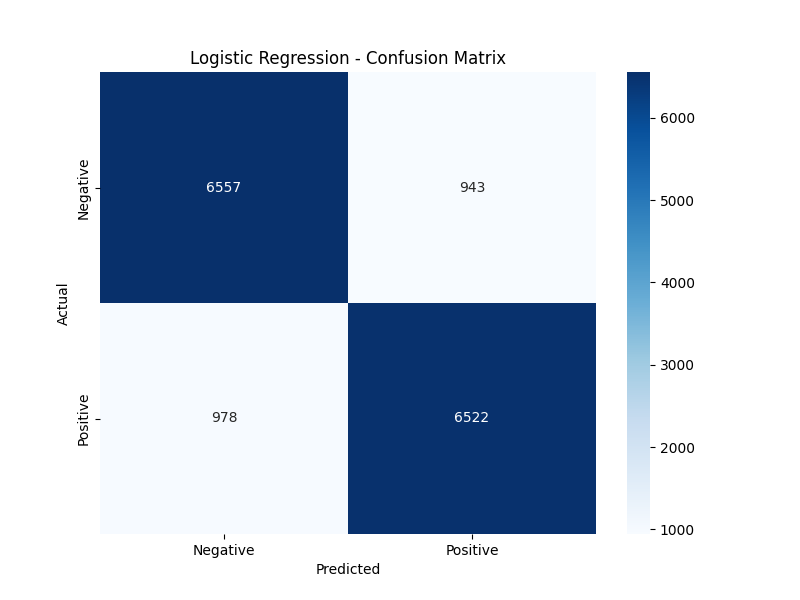 Logistic Regression - Confusion Matrix
Negative
6557
943
6000
5000
Actual
4000
3000
Positive
978
6522
2000
1000
Negative
Positive
Predicted